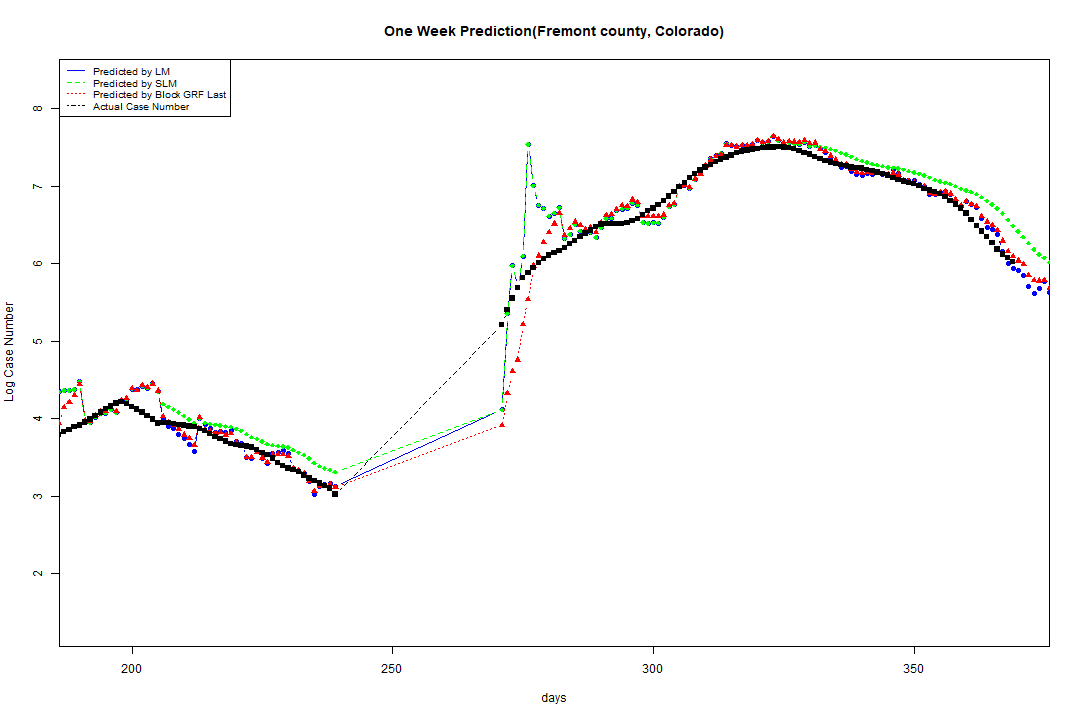 One Week Prediction(Fremont county, Colorado)
Predicted by LM
Predicted by SLM
Predicted by Block GRF Last
Actual Case Number
Log Case Number
8
7
6
5
4
3
2
200
250
300
350
days